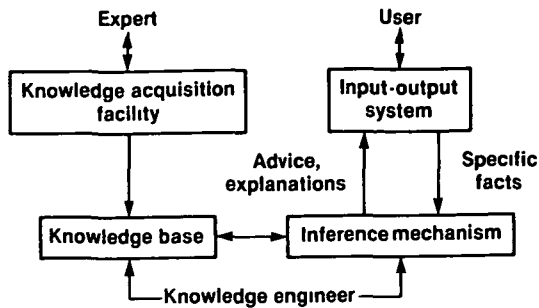 Expert
User
Knowledge acquisition
facility
Input-output
system
Advice,
explanations
Specific
facts
Knowledge base
Inference mechanism
Knowledge engineer